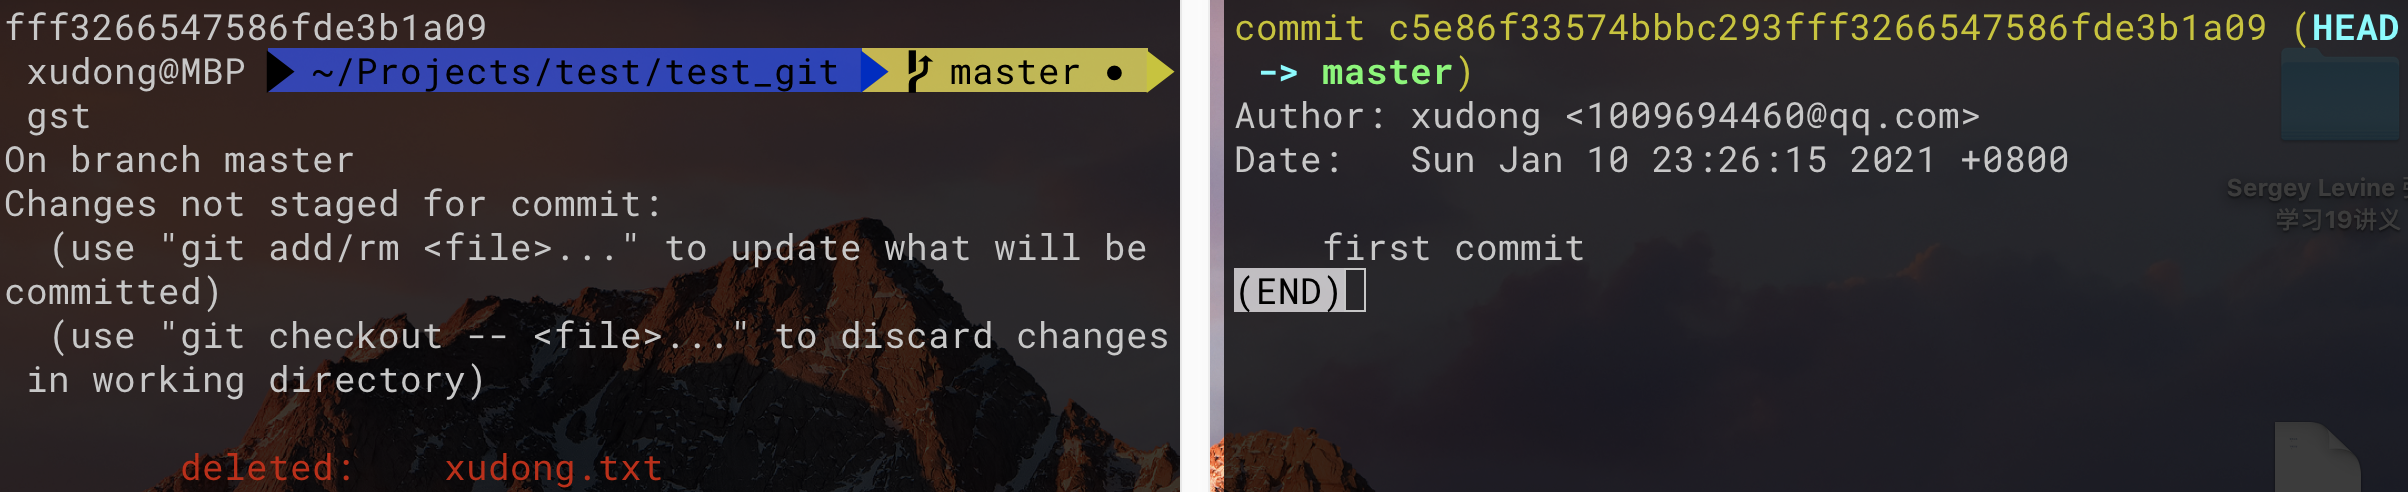 fff3266547586fde3b1a09
xudong@MBP ~/Projects/test/test_git master ●
gst
On branch master
Changes not staged for commit:
(use "git add/rm <file>..." to update what will be
committed)
(use "git checkout -- <file>..." to discard changes
in working directory)
deleted: xudong.txt
commit c5e86f33574bbbc293fff3266547586fde3b1a09 (HEAD
-> master)
Author: xudong <1009694460@qq.com>
Date: Sun Jan 10 23:26:15 2021 +0800
first commit
(END)
Sergey Levine
学习19讲义